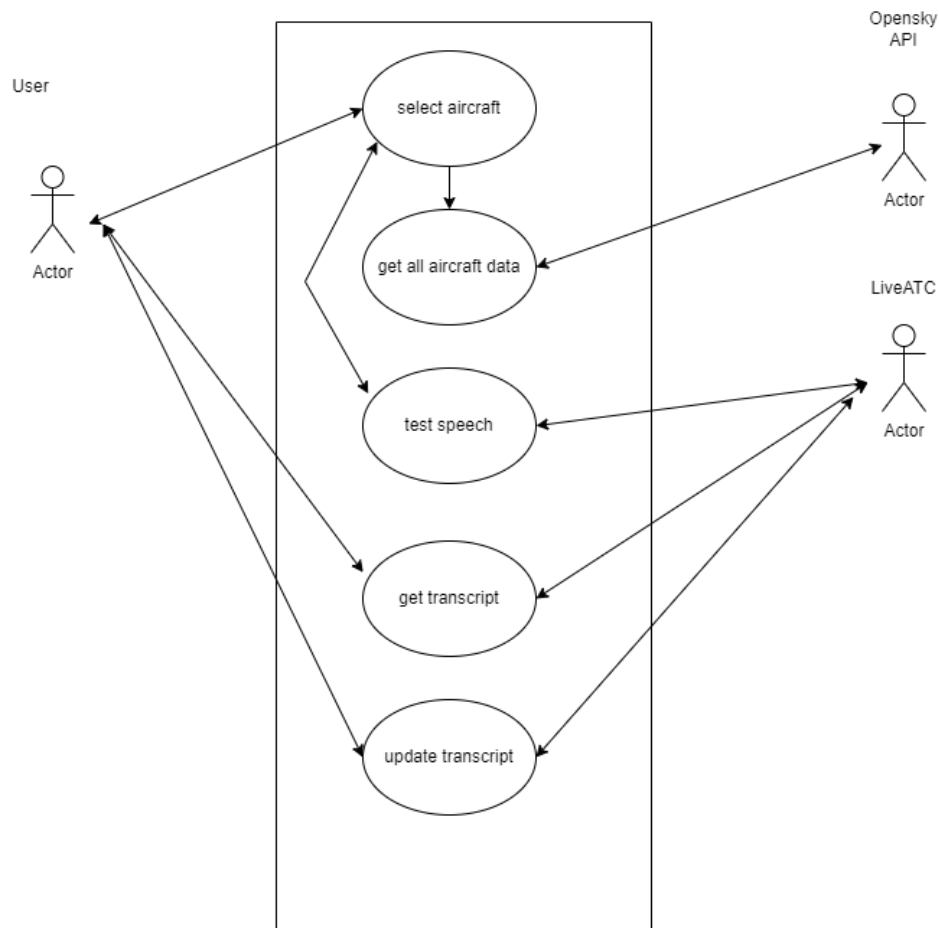 Opensky
API
User
select aircraft
Actor
get all aircraft data
Actor
LiveATC
test speech
Actor
get transcript
update transcript